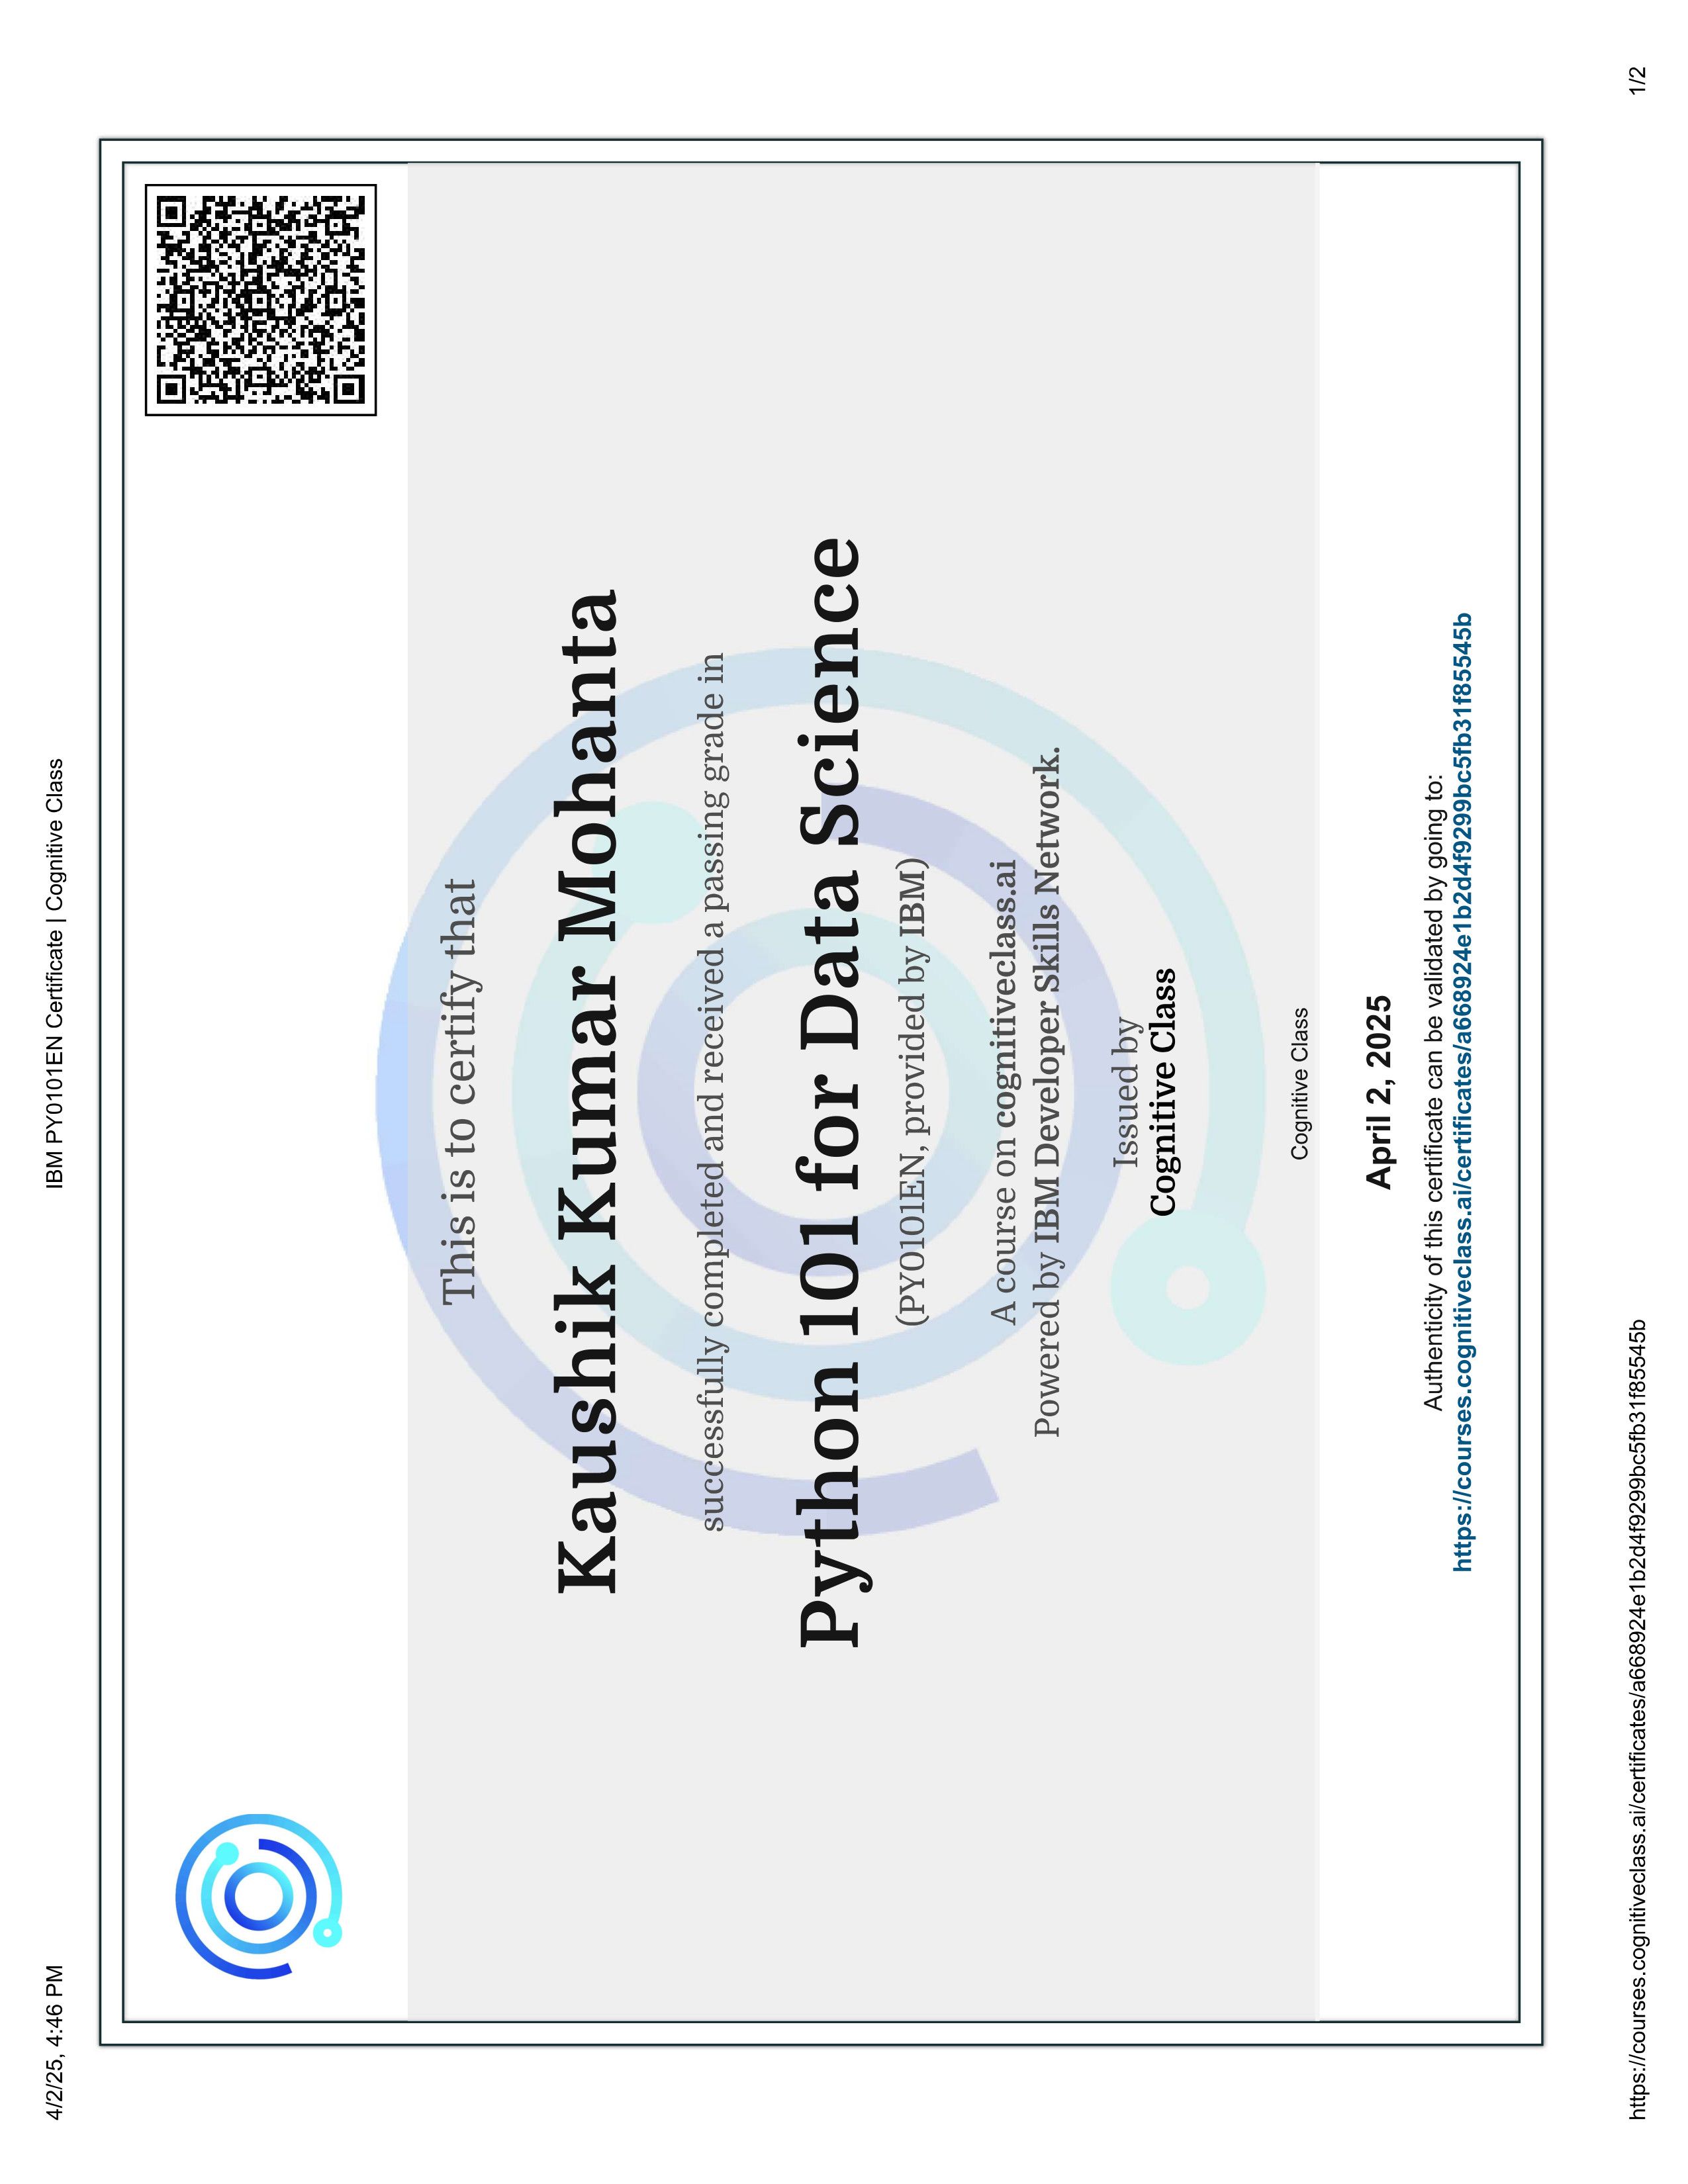 4/2/25, 4:46 PM
IBM PY0101EN Certificate | Cognitive Class
This is to certify that
Kaushik Kumar Mohanta
successfully completed and received a passing grade in
Python 101 for Data Science
(PY0101EN, provided by IBM)
A course on cognitiveclass.ai
Powered by IBM Developer Skills Network.
Issued by
Cognitive Class
Cognitive Class
April 2, 2025
Authenticity of this certificate can be validated by going to:
https://courses.cognitiveclass.ai/certificates/a668924e1b2d4f9299bc5fb31f85545b
https://courses.cognitiveclass.ai/certificates/a668924e1b2d4f9299bc5fb31f85545b
1/2